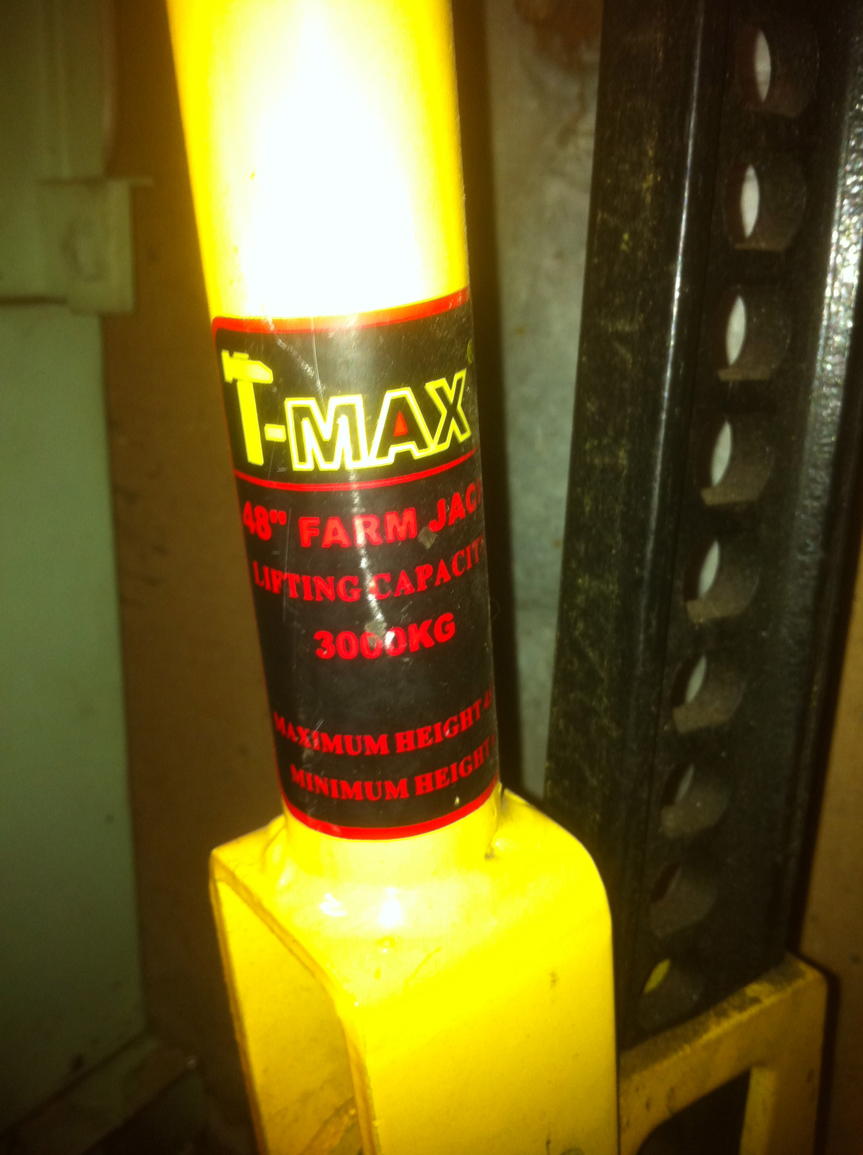 T-MAX
48" FARM JAC
LIFTING CAPACIT
3000KG
MAXIMUM HEIGHT
MINIMUM HEIGHT